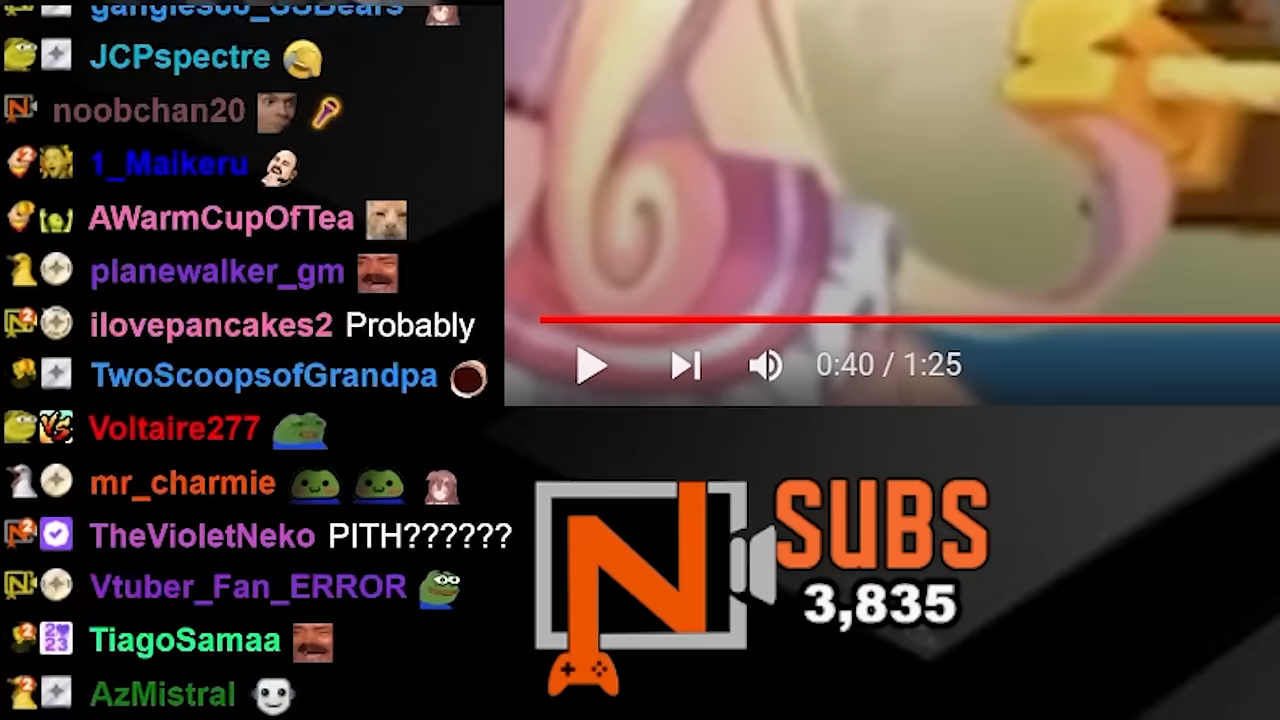 ganglesoo_SSBears
JCPspectre
noobchan20
1_Maikeru
AWarmCupOfTea
planewalker_gm
ilovepancakes2 Probably
TwoScoopsofGrandpa
Voltaire277
mr_charmie
TheVioletNeko PITH??????
Vtuber_Fan_ERROR
TiagoSamaa
AzMistral
0:40 / 1:25
N
SUBS
3,835